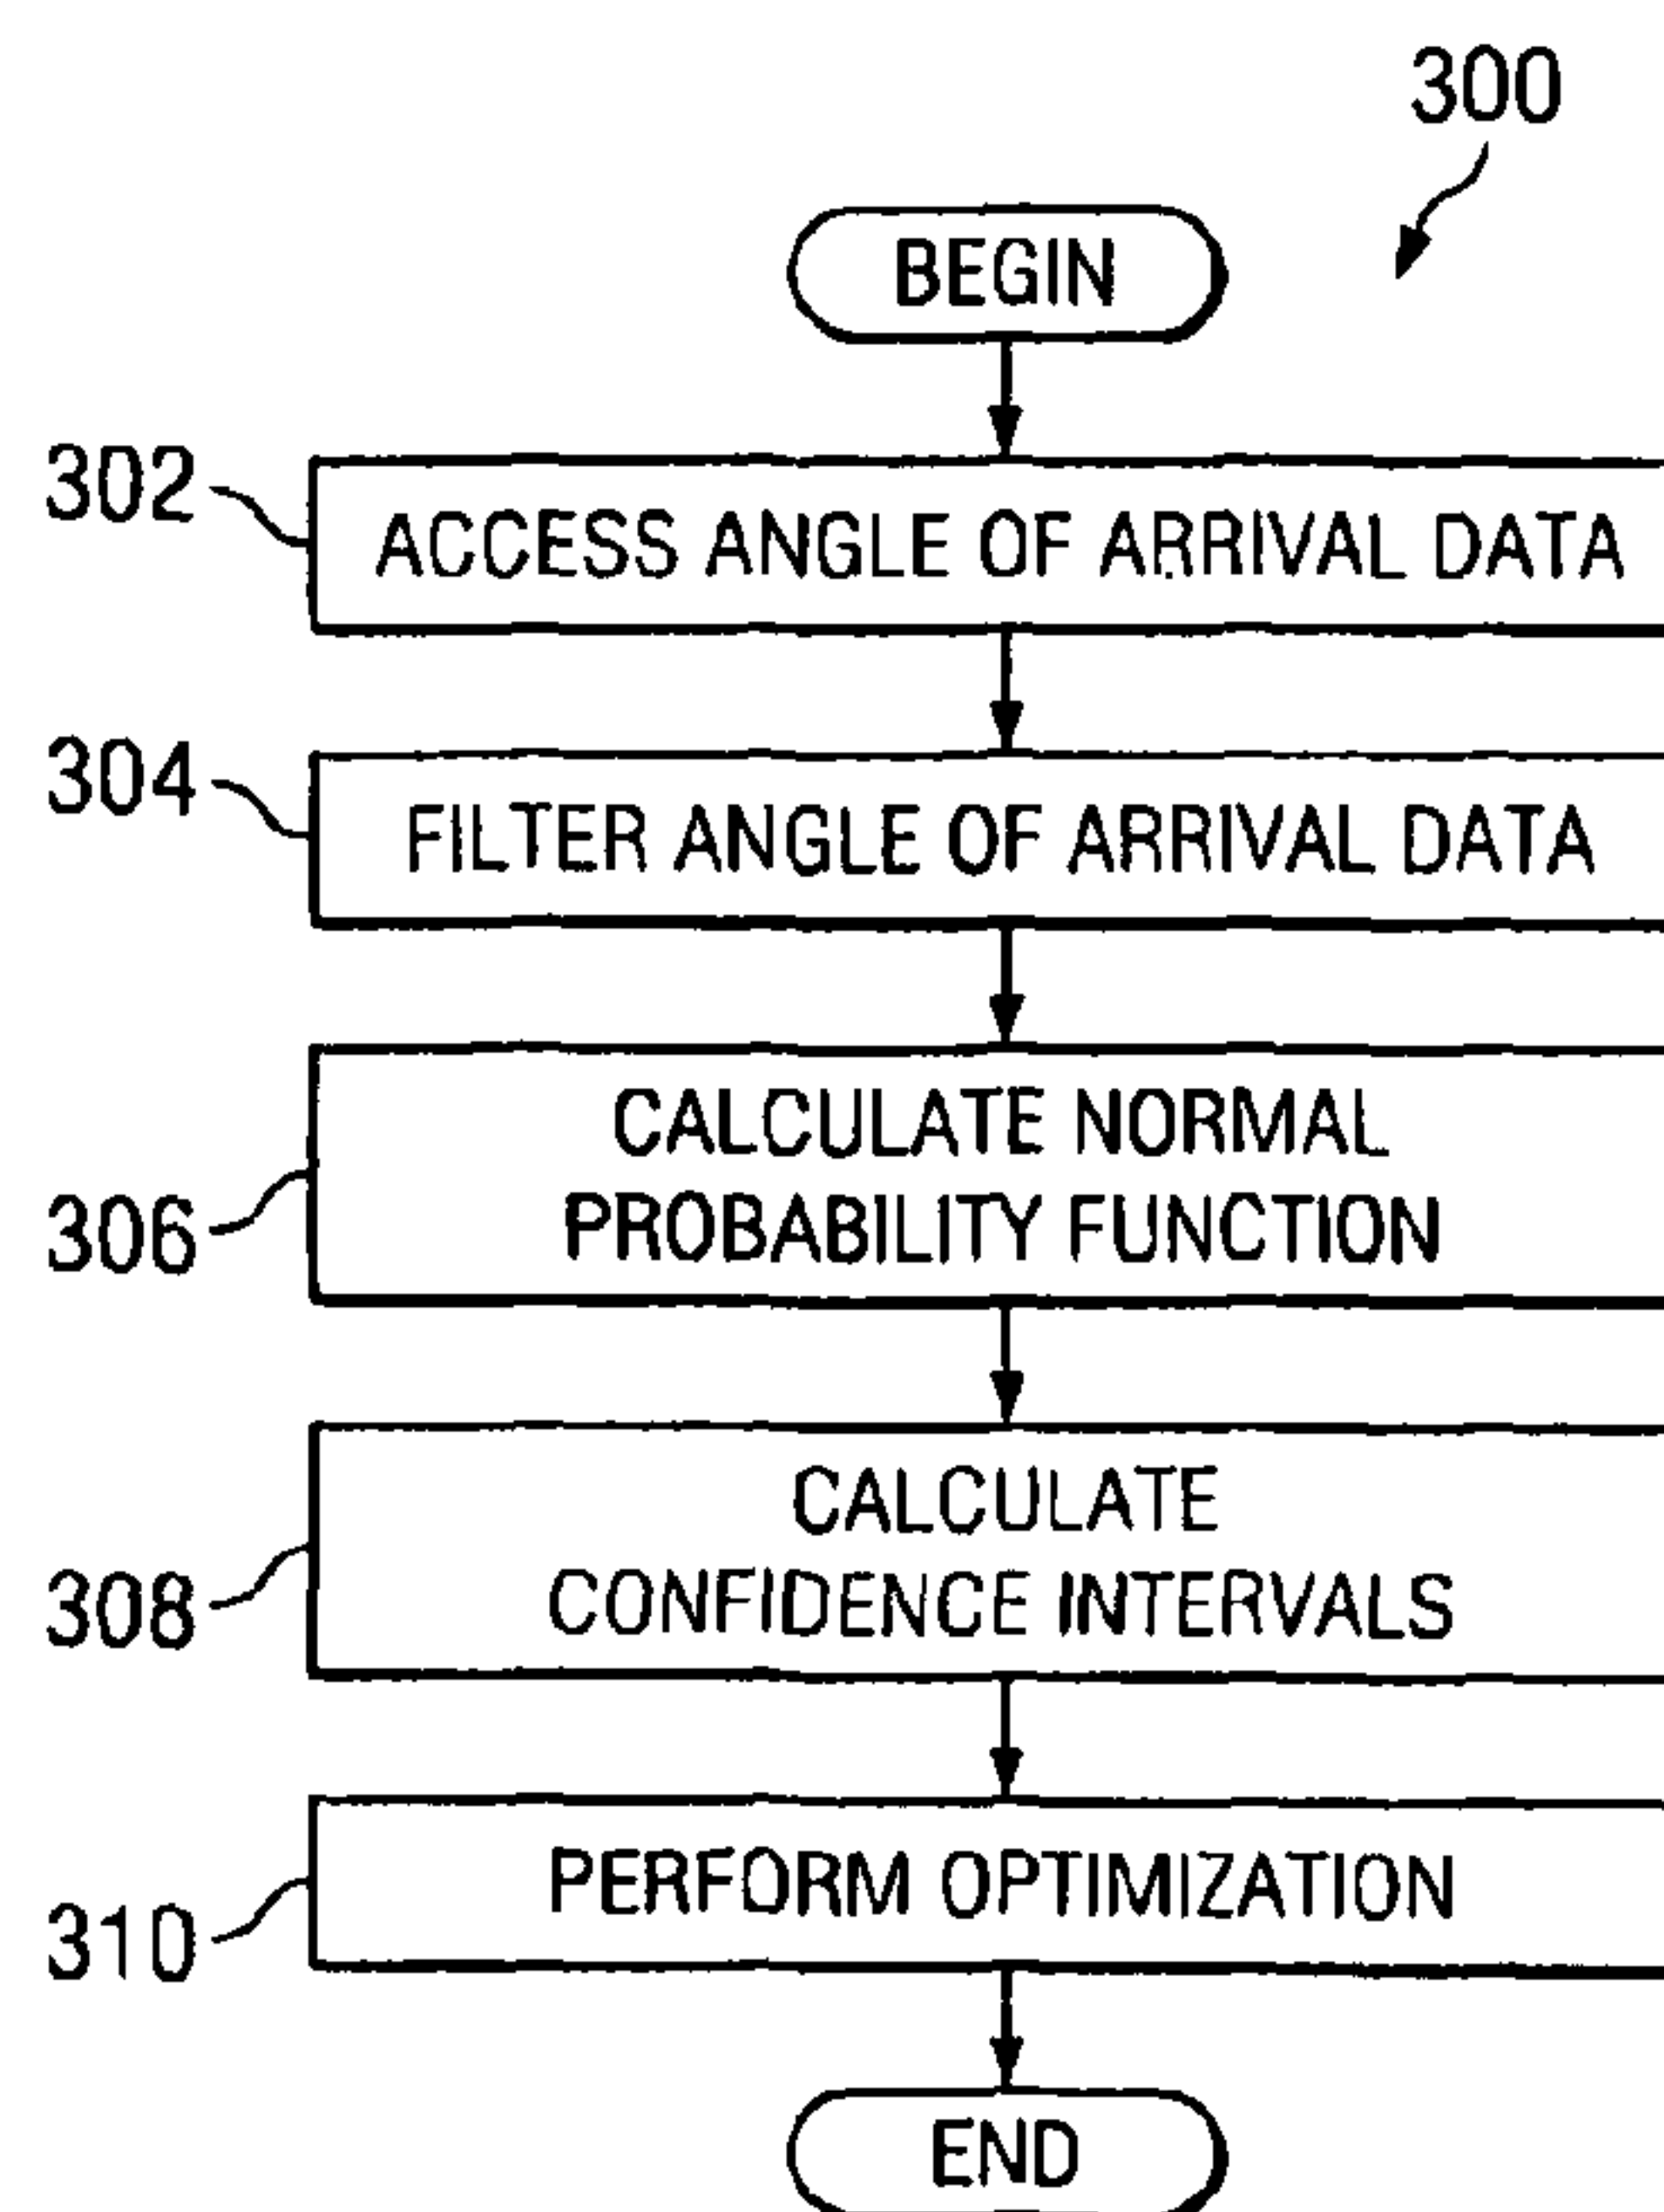 300
BEGIN
302
ACCESS ANGLE OF ARRIVAL DATA
304
FILTER ANGLE OF ARRIVAL DATA
306
CALCULATE NORMAL
PROBABILITY FUNCTION
308
CALCULATE
CONFIDENCE INTERVALS
310
PERFORM OPTIMIZATION
END